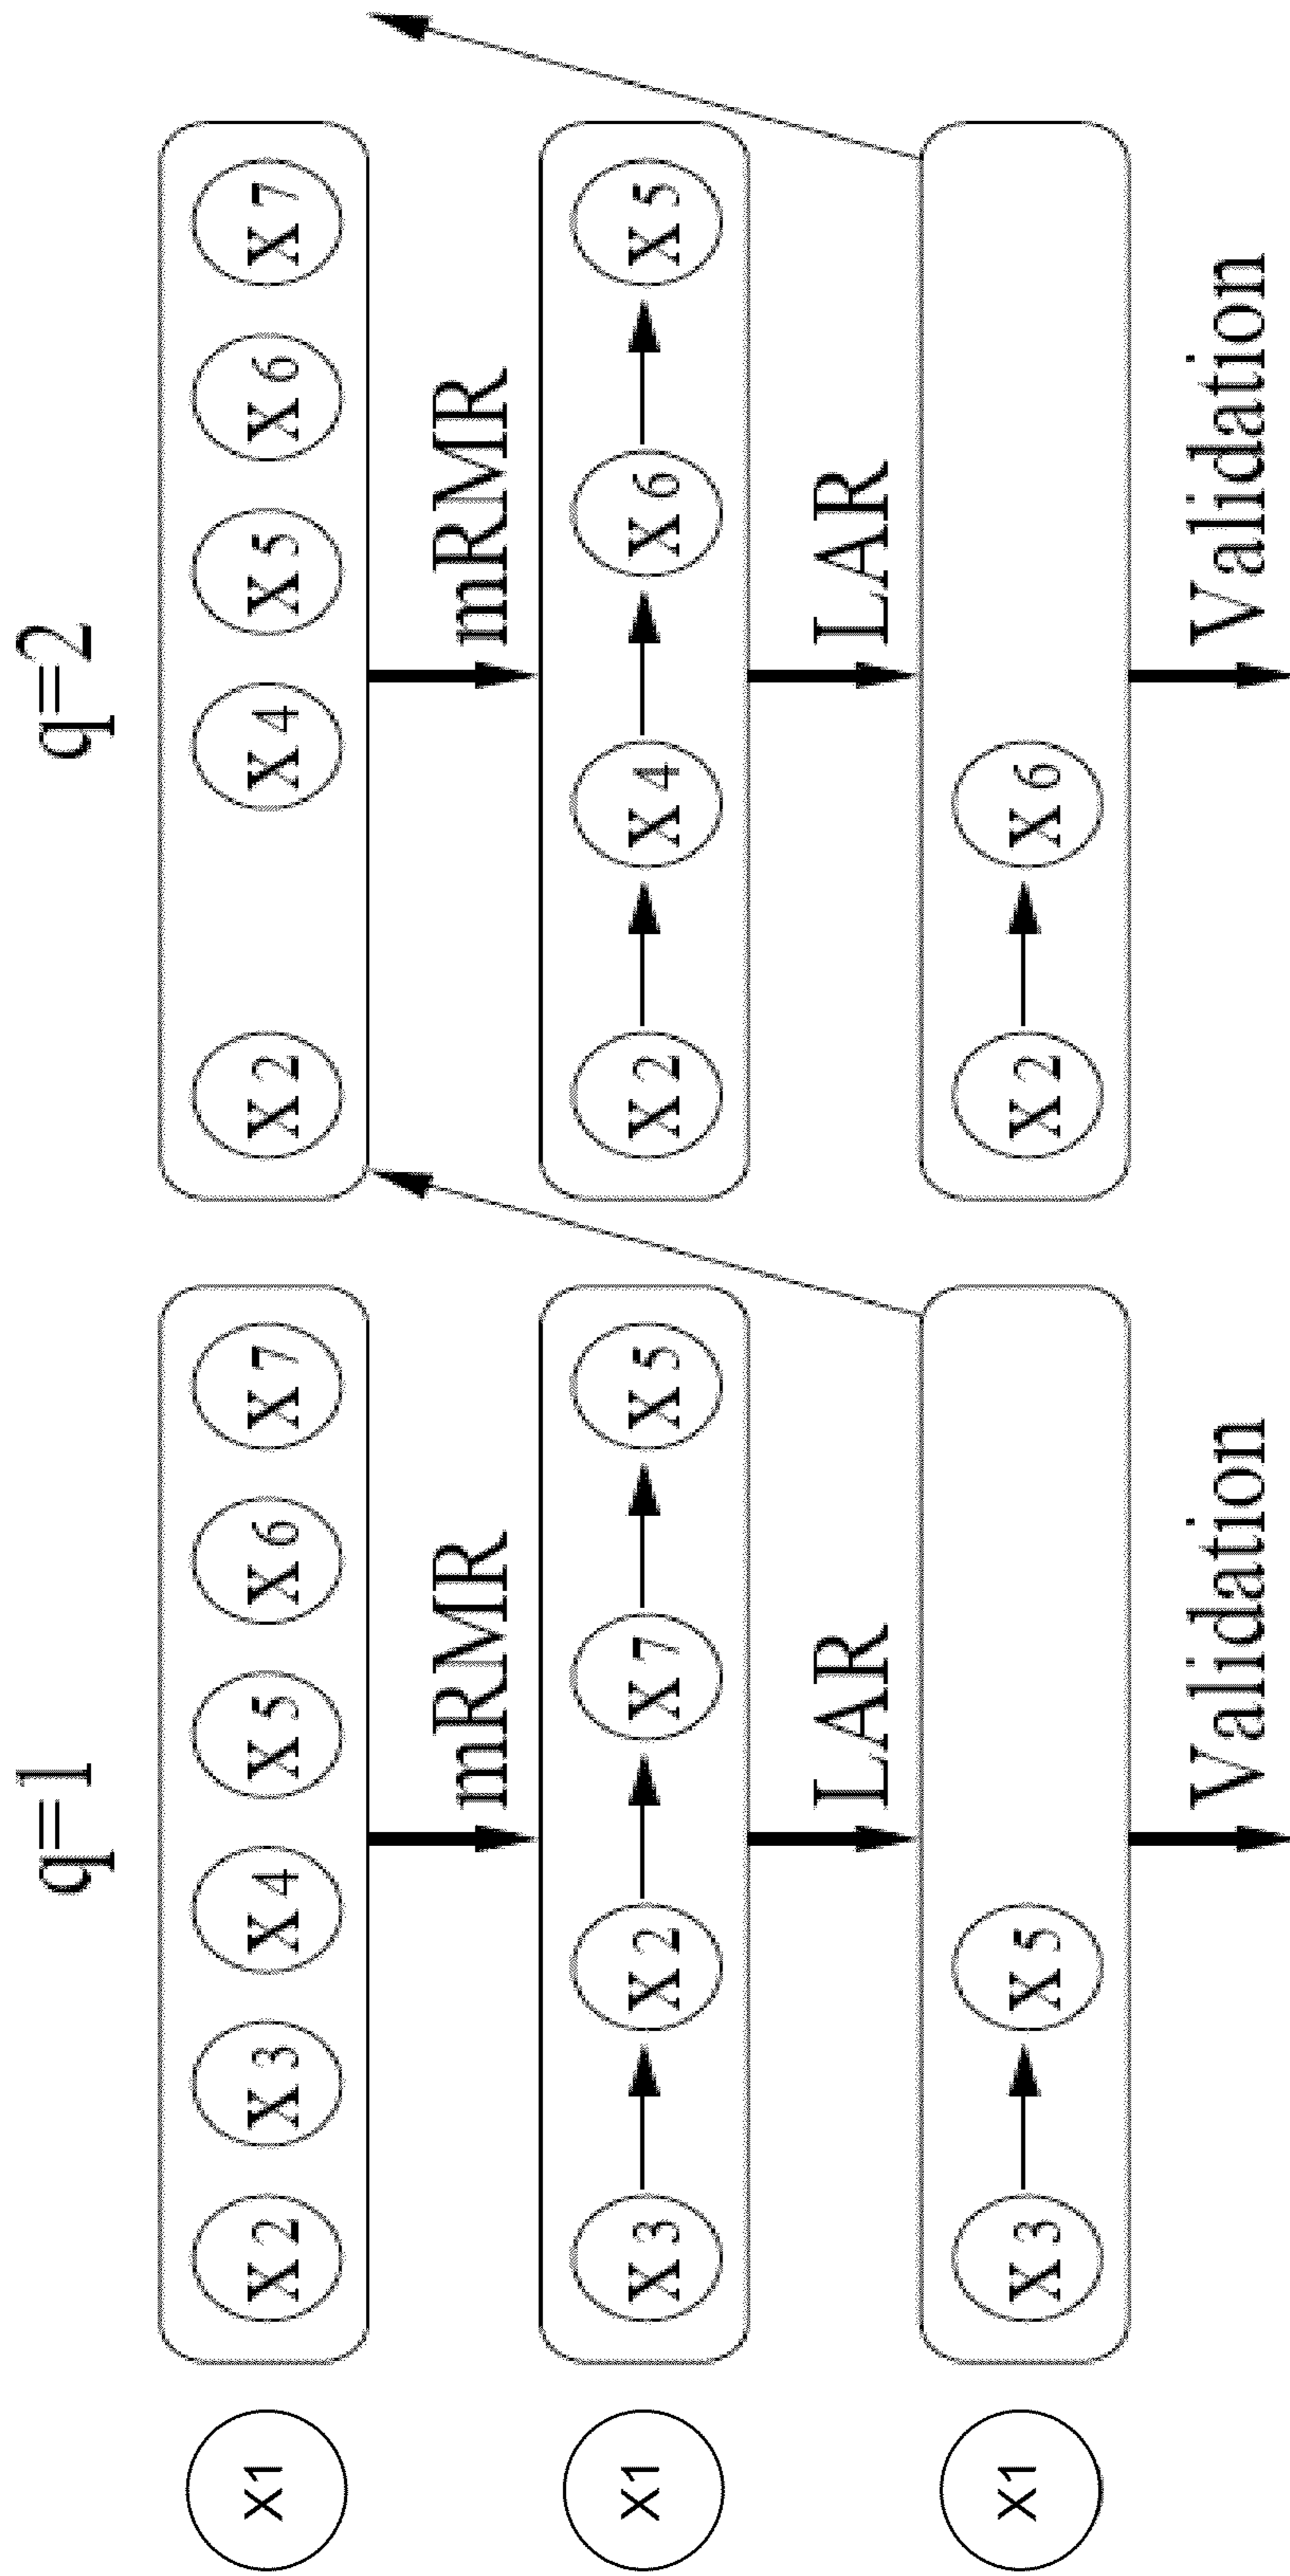 q=1 q=2
X1 X2 X3 X4 X5 X6 X7 X2 X4 X5 X6 X7
mRMR mRMR
X1 X3 X2 X7 X5 X2 X4 X6 X5
LAR LAR
X1 X3 X5 X2 X6
Validation Validation